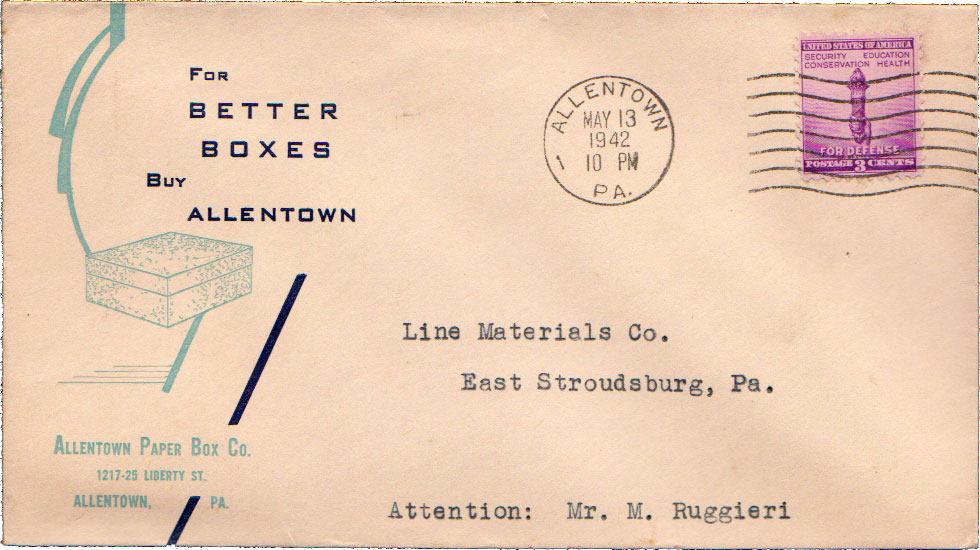 For
BETTER
BOXES
Buy
ALLENTOWN
ALLENTOWN PAPER BOX CO.
1217-25 LIBERTY ST.
ALLENTOWN, PA.
ALLENTOWN
MAY 13
1942
10 PM
1
PA.
UNITED STATES OF AMERICA
SECURITY EDUCATION
CONSERVATION HEALTH
FOR DEFENSE
POSTAGE 3 CENTS
Line Materials Co.
East Stroudsburg, Pa.
Attention: Mr. M. Ruggieri